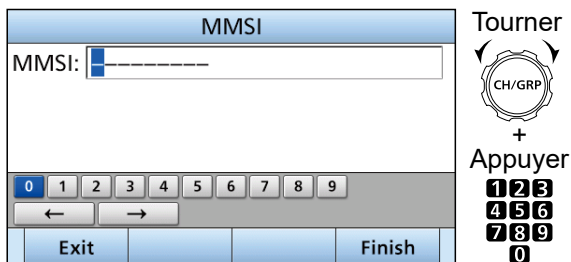 MMSI
MMSI: ---------
0 1 2 3 4 5 6 7 8 9
← →
Exit Finish
Tourner
CH/GRP
+
Appuyer
1 2 3
4 5 6
7 8 9
0